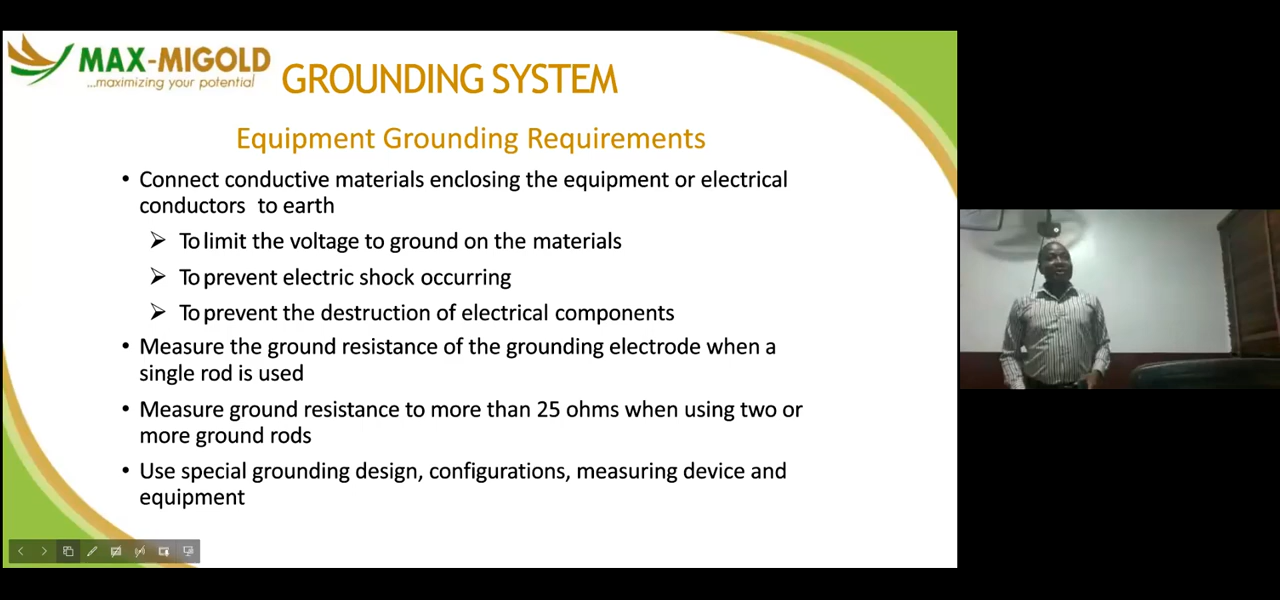 MAX-MIGOLD
...maximizing your potential
GROUNDING SYSTEM
Equipment Grounding Requirements
• Connect conductive materials enclosing the equipment or electrical
conductors to earth
➢ To limit the voltage to ground on the materials
➢ To prevent electric shock occurring
➢ To prevent the destruction of electrical components
• Measure the ground resistance of the grounding electrode when a
single rod is used
• Measure ground resistance to more than 25 ohms when using two or
more ground rods
• Use special grounding design, configurations, measuring device and
equipment